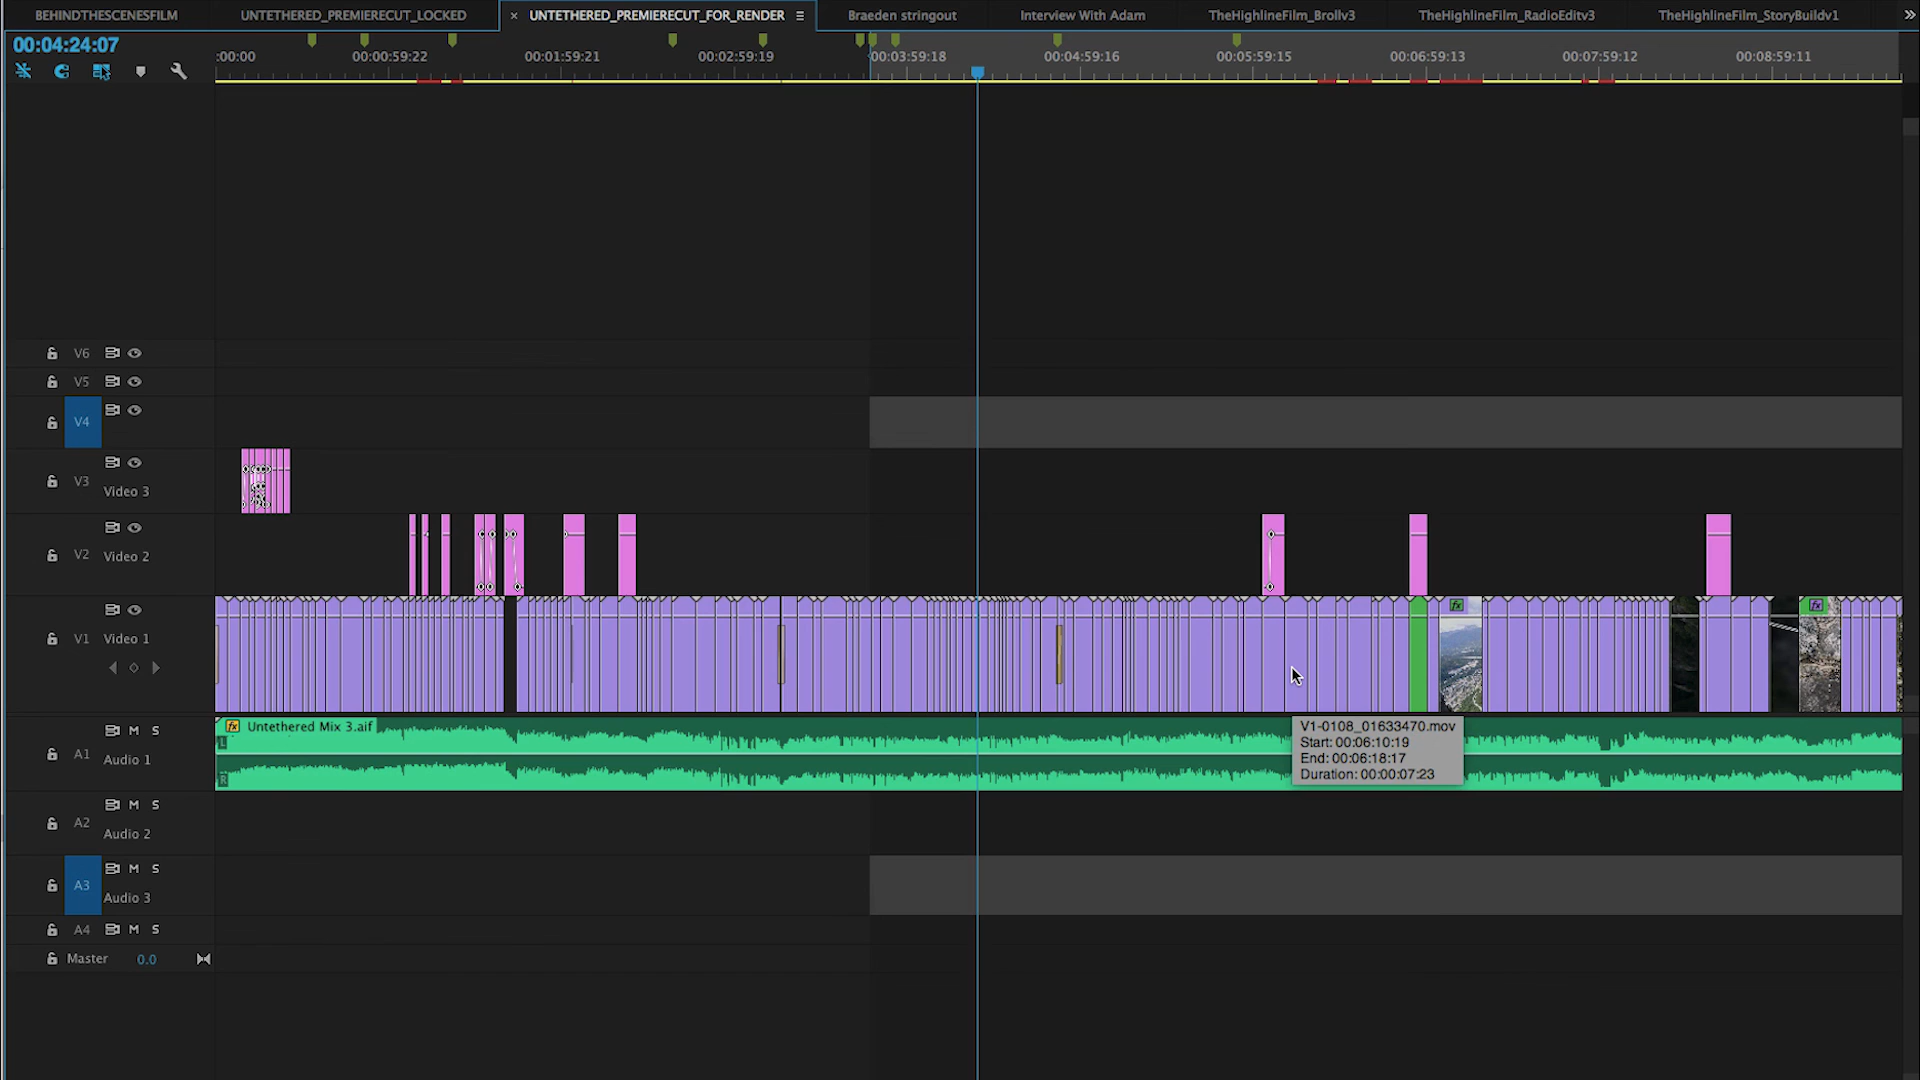 BEHINDTHESCENESFILM UNTETHERED_PREMIERECUT_LOCKED × UNTETHERED_PREMIERECUT_FOR_RENDER Braeden stringout Interview With Adam TheHighlineFilm_Brollv3 TheHighlineFilm_RadioEditv3 TheHighlineFilm_StoryBuildv1 »
00:04:24:07
:00:00 00:00:59:22 00:01:59:21 00:02:59:19 00:03:59:18 00:04:59:16 00:05:59:15 00:06:59:13 00:07:59:12 00:08:59:11
V6
V5
V4
V3 Video 3
V2 Video 2
V1 Video 1
fx fx
A1 M S
Audio 1
fx Untethered Mix 3.aif
L
R
V1-0108_01633470.mov
Start: 00:06:10:19
End: 00:06:18:17
Duration: 00:00:07:23
A2 M S
Audio 2
A3 M S
Audio 3
A4 M S
Master 0.0